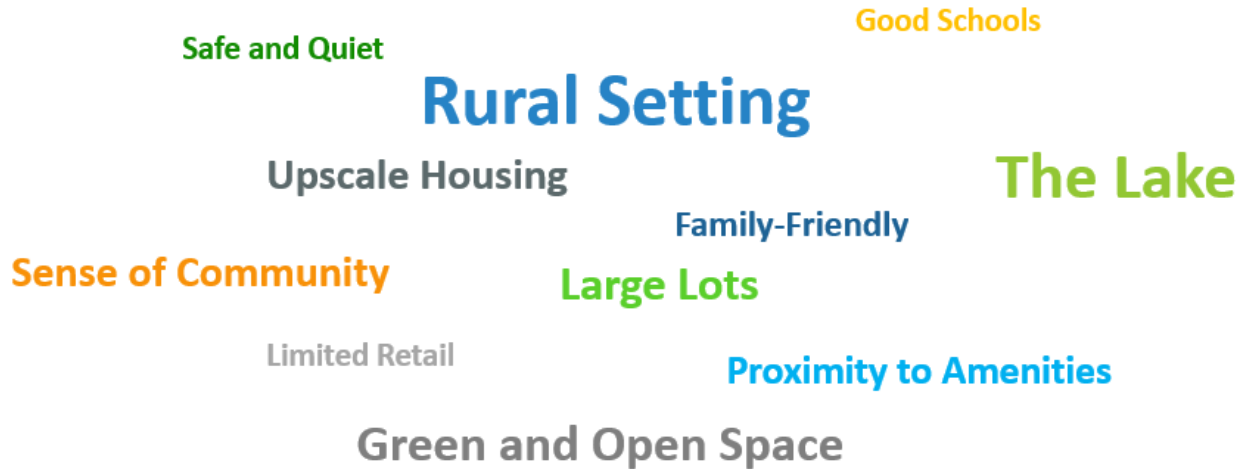 Good Schools
Safe and Quiet
Rural Setting
Upscale Housing
The Lake
Family-Friendly
Sense of Community
Large Lots
Limited Retail
Proximity to Amenities
Green and Open Space